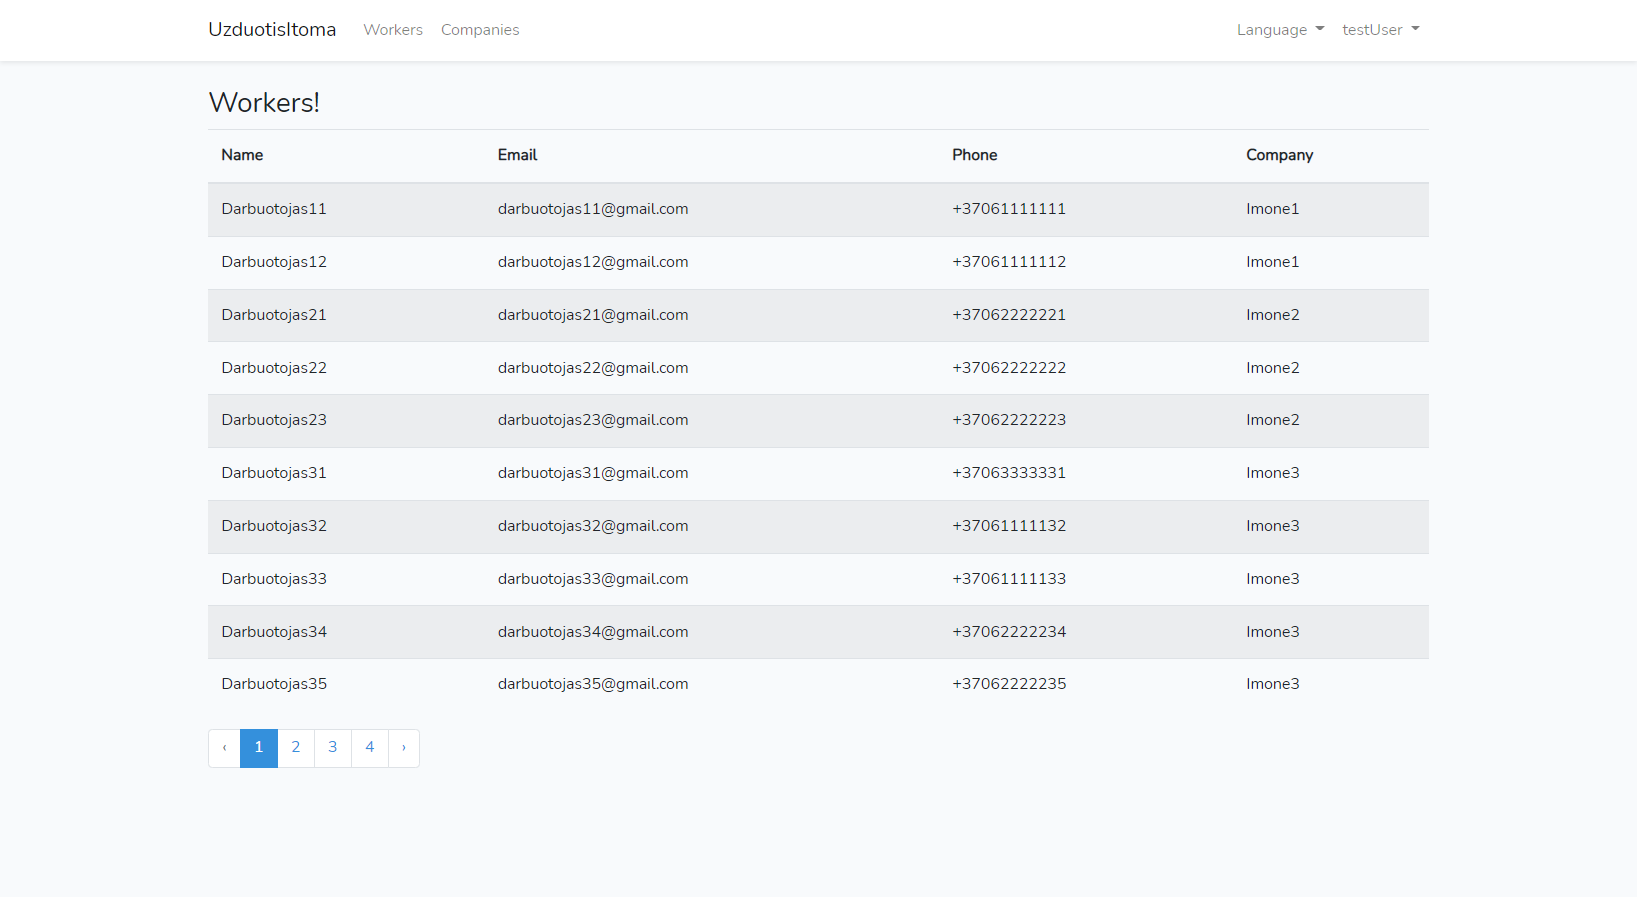 UzduotisItoma Workers Companies Language testUser
Workers!
Name Email Phone Company
Darbuotojas11 darbuotojas11@gmail.com +37061111111 Imone1
Darbuotojas12 darbuotojas12@gmail.com +37061111112 Imone1
Darbuotojas21 darbuotojas21@gmail.com +37062222221 Imone2
Darbuotojas22 darbuotojas22@gmail.com +37062222222 Imone2
Darbuotojas23 darbuotojas23@gmail.com +37062222223 Imone2
Darbuotojas31 darbuotojas31@gmail.com +37063333331 Imone3
Darbuotojas32 darbuotojas32@gmail.com +37061111132 Imone3
Darbuotojas33 darbuotojas33@gmail.com +37061111133 Imone3
Darbuotojas34 darbuotojas34@gmail.com +37062222234 Imone3
Darbuotojas35 darbuotojas35@gmail.com +37062222235 Imone3
‹ 1 2 3 4 ›